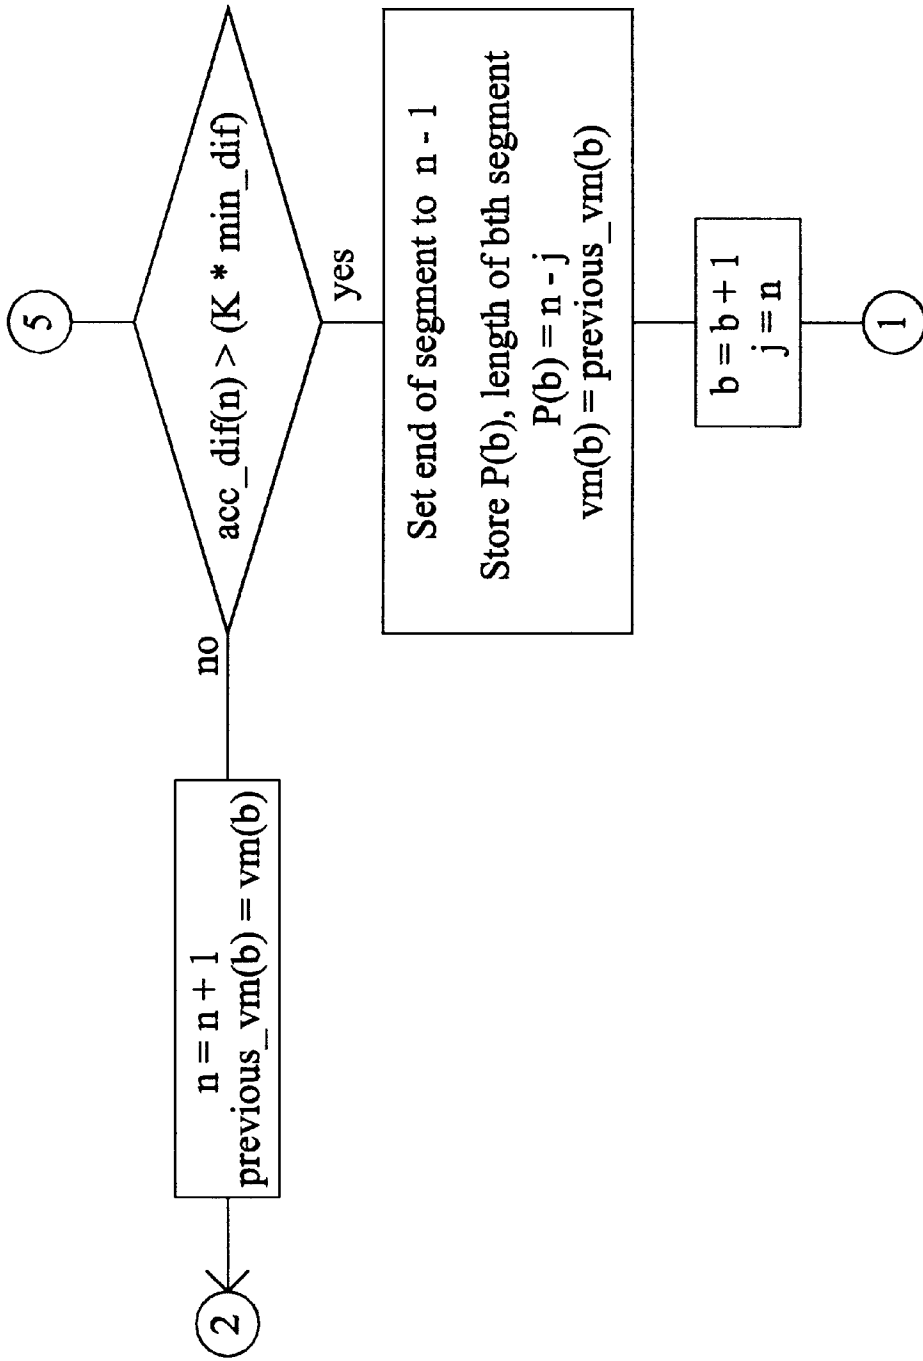 5
acc_dif(n) > (K * min_dif)
no
yes
n = n + 1
previous_vm(b) = vm(b)
2
Set end of segment to n - 1
Store P(b), length of bth segment
P(b) = n - j
vm(b) = previous_vm(b)
b = b + 1
j = n
1